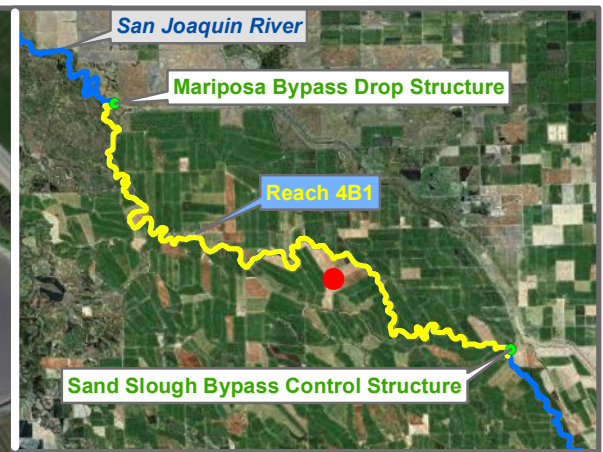 San Joaquin River
Mariposa Bypass Drop Structure
Reach 4B1
Sand Slough Bypass Control Structure